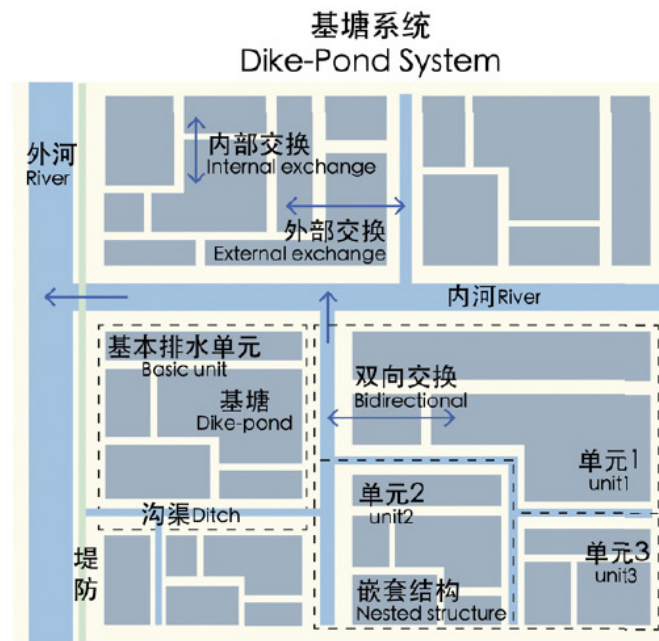 基塘系统
Dike-Pond System
外河
River
内部交换
Internal exchange
外部交换
External exchange
内河River
基本排水单元
Basic unit
基塘
Dike-pond
双向交换
Bidirectional
单元1
unit1
单元2
unit2
沟渠Ditch
单元3
unit3
堤
防
嵌套结构
Nested structure